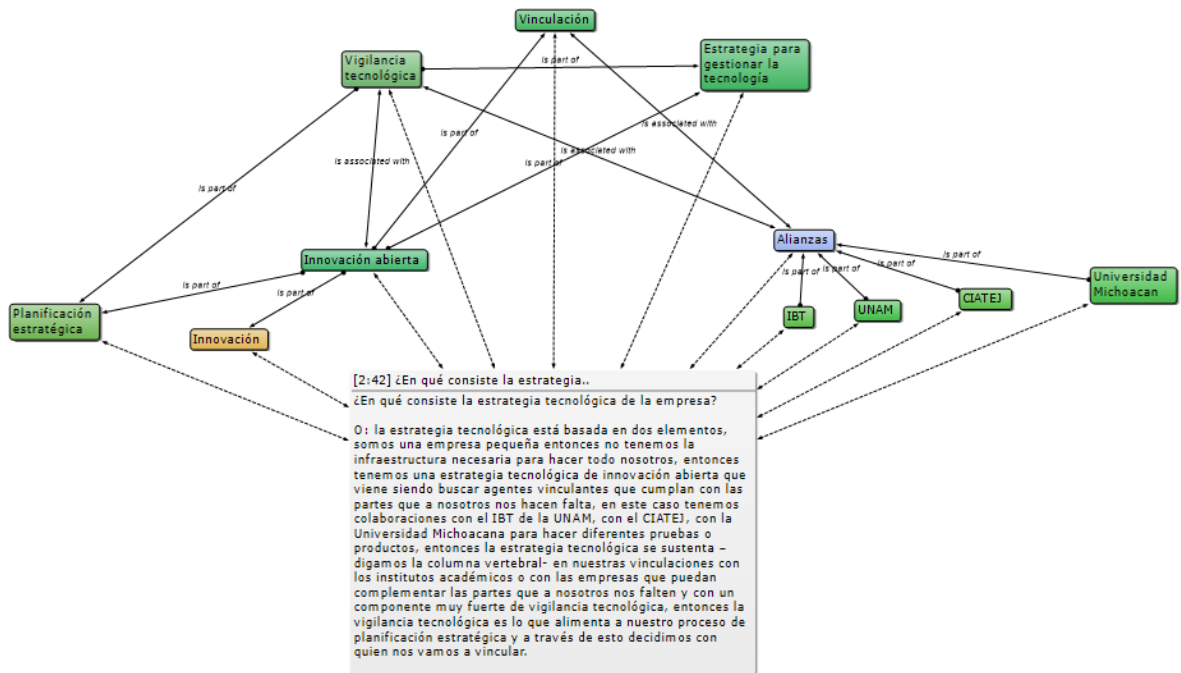 Vinculación
Vigilancia
tecnológica
Estrategia para
gestionar la
tecnología
is part of
is part of
is associated with
is associated with
is associated with
is part of
is part of
Innovación abierta
Alianzas
is part of
is part of
is part of
is part of
is part of
is part of
Planificación
estratégica
Innovación
IBT
UNAM
CIATEJ
Universidad
Michoacan
[2:42] ¿En qué consiste la estrategia..
¿En qué consiste la estrategia tecnológica de la empresa?
O: la estrategia tecnológica está basada en dos elementos,
somos una empresa pequeña entonces no tenemos la
infraestructura necesaria para hacer todo nosotros, entonces
tenemos una estrategia tecnológica de innovación abierta que
viene siendo buscar agentes vinculantes que cumplan con las
partes que a nosotros nos hacen falta, en este caso tenemos
colaboraciones con el IBT de la UNAM, con el CIATEJ, con la
Universidad Michoacana para hacer diferentes pruebas o
productos, entonces la estrategia tecnológica se sustenta –
digamos la columna vertebral- en nuestras vinculaciones con
los institutos académicos o con las empresas que puedan
complementar las partes que a nosotros nos falten y con un
componente muy fuerte de vigilancia tecnológica, entonces la
vigilancia tecnológica es lo que alimenta a nuestro proceso de
planificación estratégica y a través de esto decidimos con
quien nos vamos a vincular.